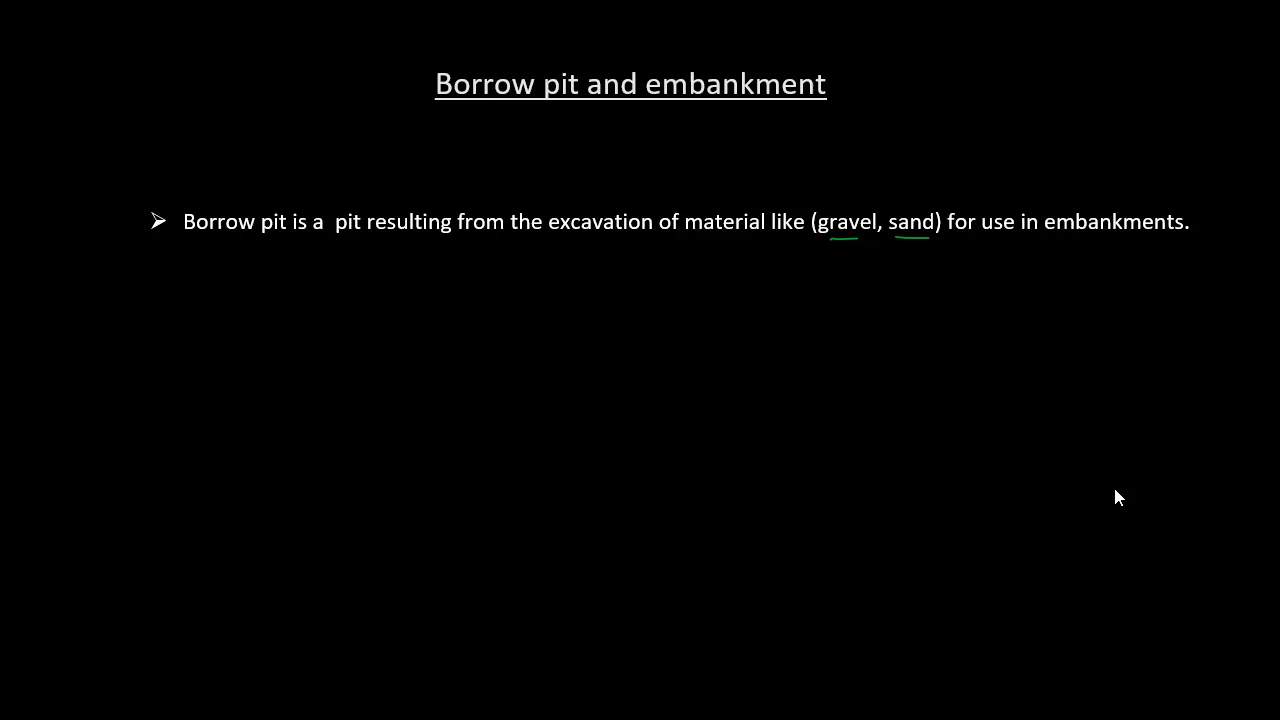 Borrow pit and embankment
Borrow pit is a pit resulting from the excavation of material like (gravel, sand) for use in embankments.